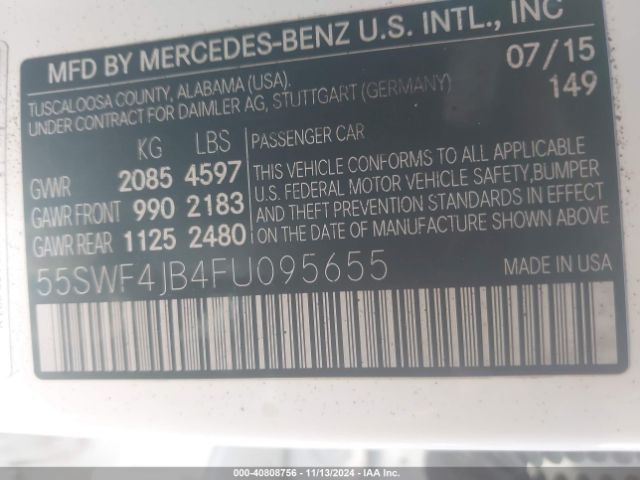 MFD BY MERCEDES-BENZ U.S. INTL., INC
TUSCALOOSA COUNTY, ALABAMA (USA).
UNDER CONTRACT FOR DAIMLER AG, STUTTGART (GERMANY)
07/15
149
KG LBS
GVWR 2085 4597
GAWR FRONT 990 2183
GAWR REAR 1125 2480
PASSENGER CAR
THIS VEHICLE CONFORMS TO ALL APPLICABLE
U.S. FEDERAL MOTOR VEHICLE SAFETY,BUMPER
AND THEFT PREVENTION STANDARDS IN EFFECT
ON THE DATE OF MANUFACTURE SHOWN ABOVE
55SWF4JB4FU095655
MADE IN USA
000-40808756 - 11/13/2024 - IAAI.COM